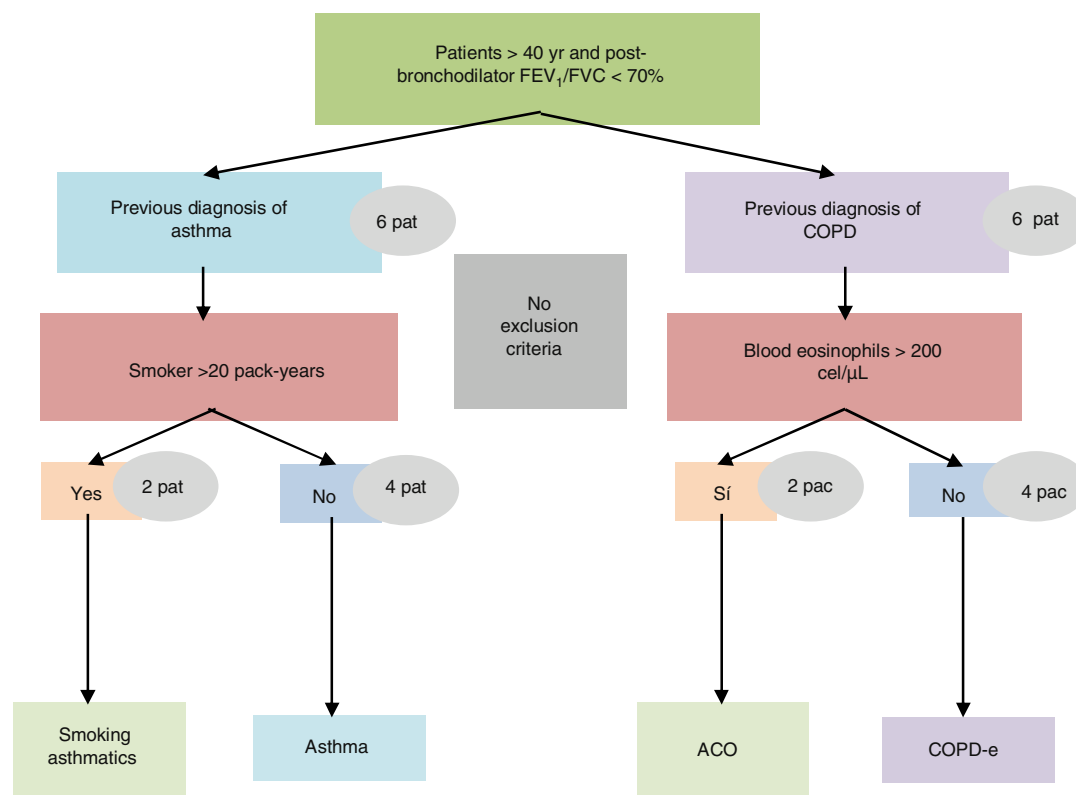 Patients > 40 yr and post-
bronchodilator FEV₁/FVC < 70%
Previous diagnosis of
asthma
6 pat
Previous diagnosis of
COPD
6 pat
No
exclusion
criteria
Smoker >20 pack-years
Blood eosinophils > 200
cel/µL
Yes
2 pat
No
4 pat
Sí
2 pac
No
4 pac
Smoking
asthmatics
Asthma
ACO
COPD-e